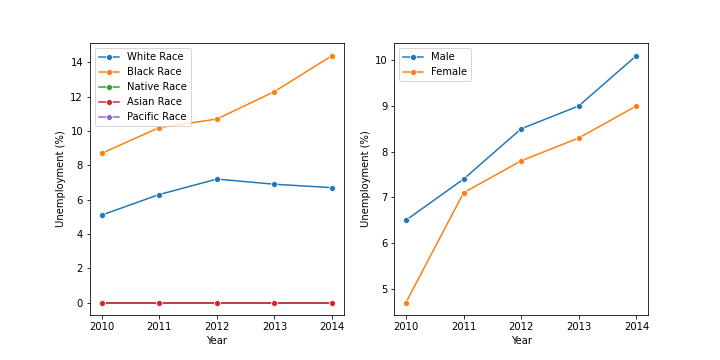 Unemployment (%)
14
12
10
8
6
4
2
0
White Race
Black Race
Native Race
Asian Race
Pacific Race
2010 2011 2012 2013 2014
Year
Unemployment (%)
10
9
8
7
6
5
Male
Female
2010 2011 2012 2013 2014
Year